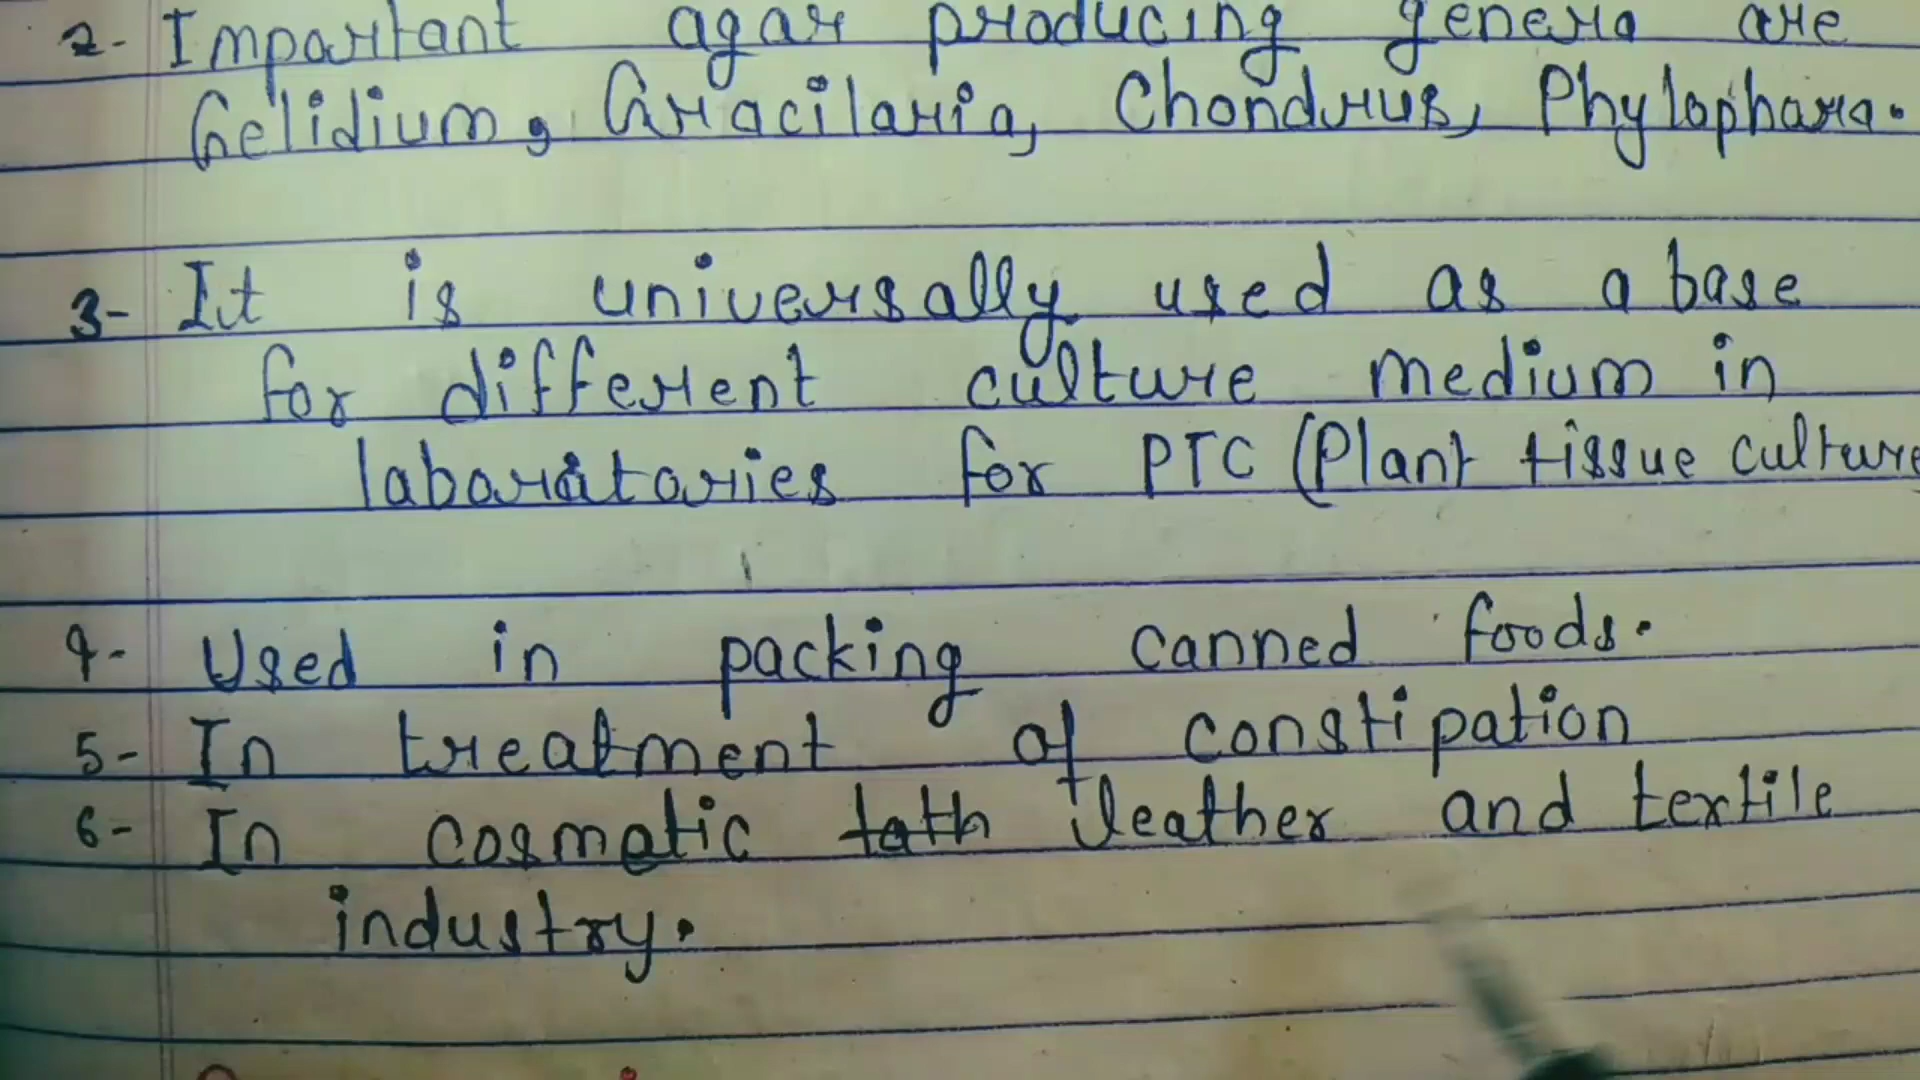 2- Important agar producing genera are
Gelidium, Gracilaria, Chondrus, Phylophora.
3- It is universally used as a base
for different culture medium in
laboratories for PTC (Plant tissue culture
4- Used in packing canned foods.
5- In treatment of constipation
6- In cosmetic tath leather and textile
industry.